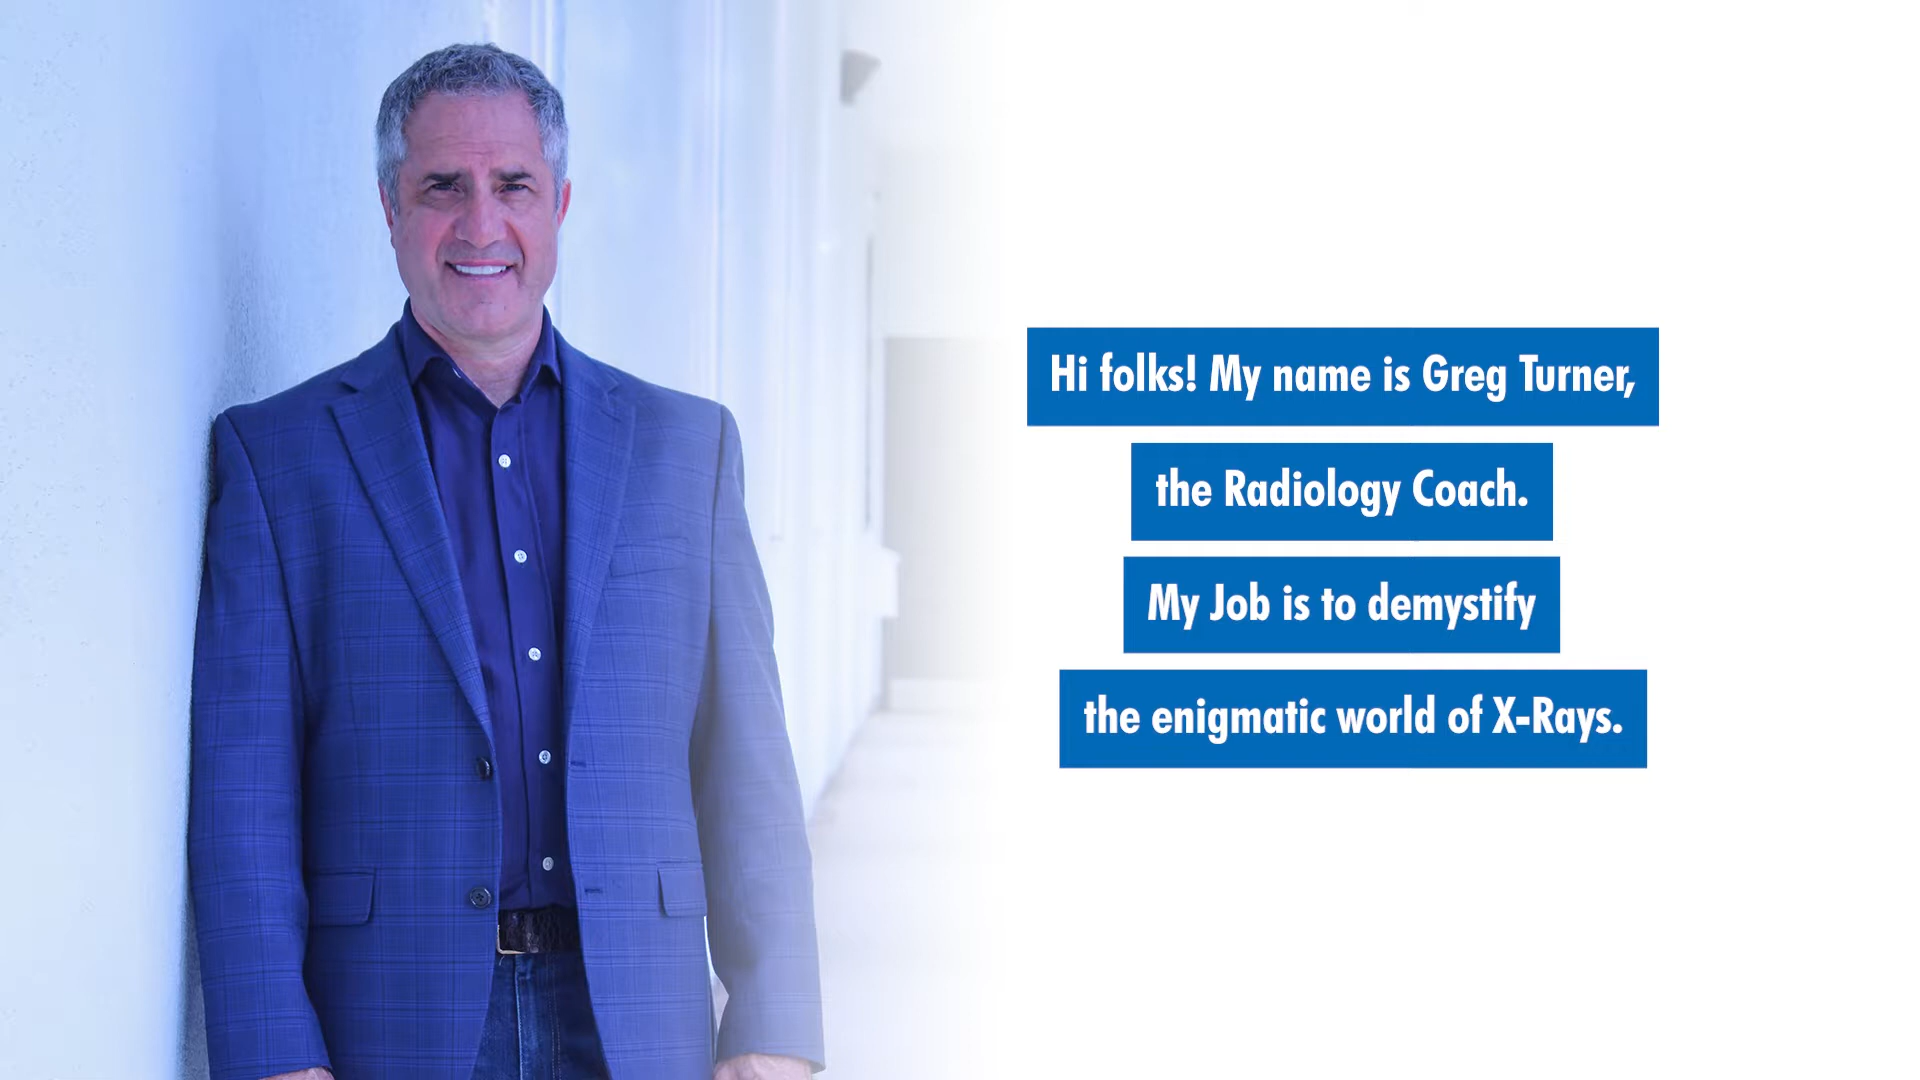 Hi folks! My name is Greg Turner,
the Radiology Coach.
My Job is to demystify
the enigmatic world of X-Rays.